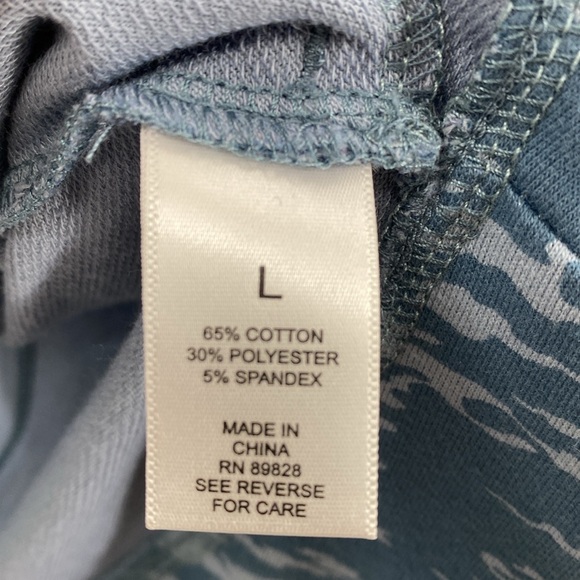 L
65% COTTON
30% POLYESTER
5% SPANDEX
MADE IN
CHINA
RN 89828
SEE REVERSE
FOR CARE